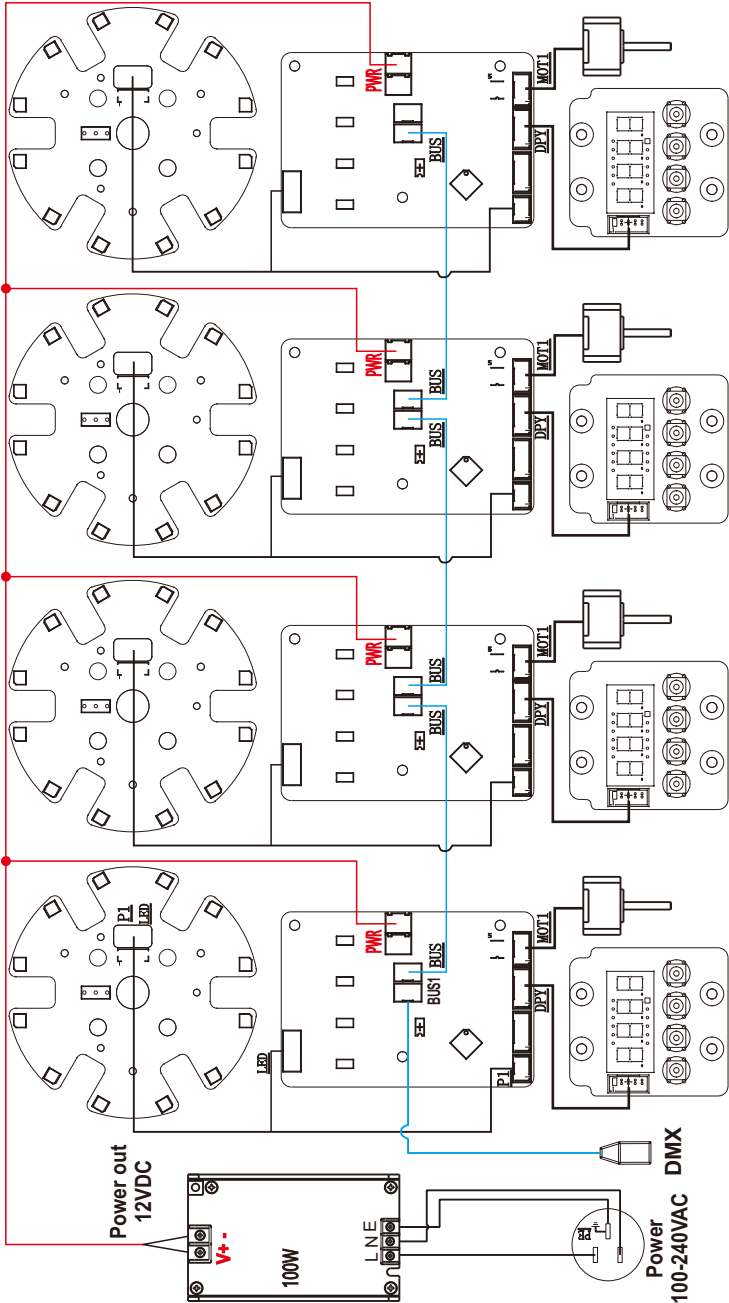 PWR
BUS
MOT1
DPY
PWR
BUS
BUS
MOT1
DPY
PWR
BUS
BUS
MOT1
DPY
P1
LED
PWR
BUS
BUS1
MOT1
DPY
LED
P1
Power out
12VDC
V+ -
100W
L N E
PE
DMX
Power
100-240VAC